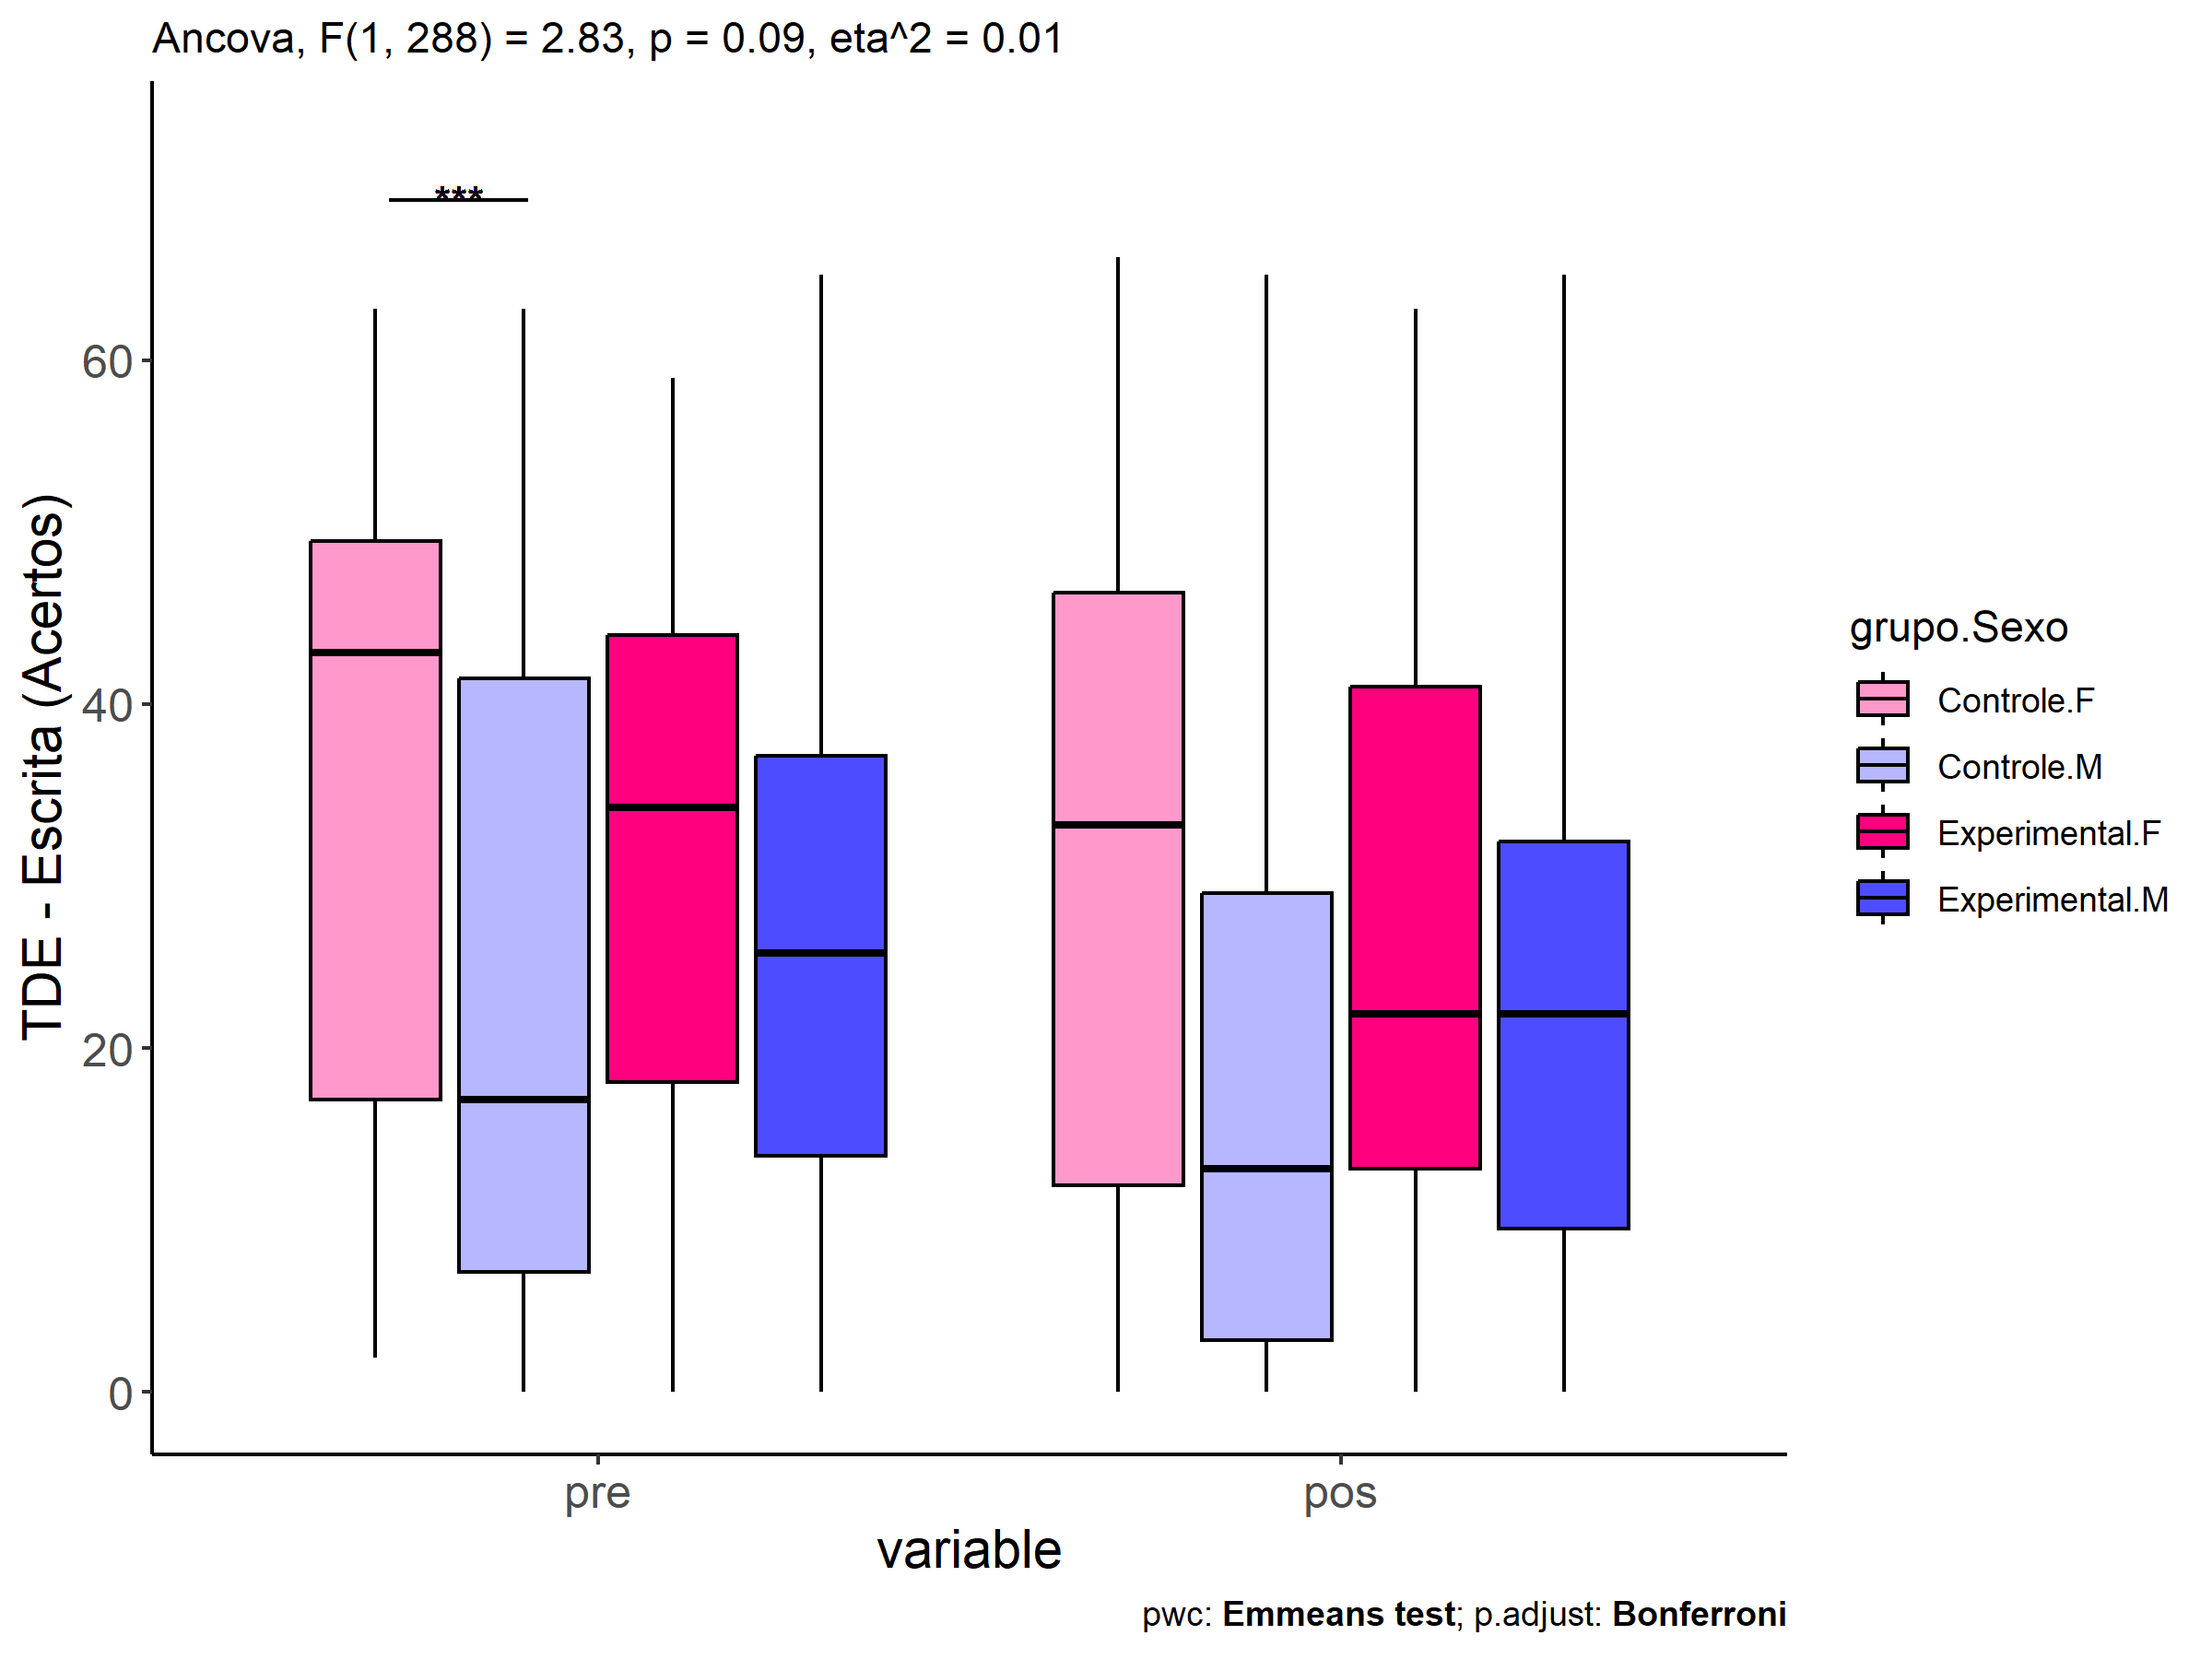 Ancova, F(1, 288) = 2.83, p = 0.09, eta^2 = 0.01
***
TDE - Escrita (Acertos)
60
40
20
0
pre
pos
variable
grupo.Sexo
Controle.F
Controle.M
Experimental.F
Experimental.M
pwc: Emmeans test; p.adjust: Bonferroni